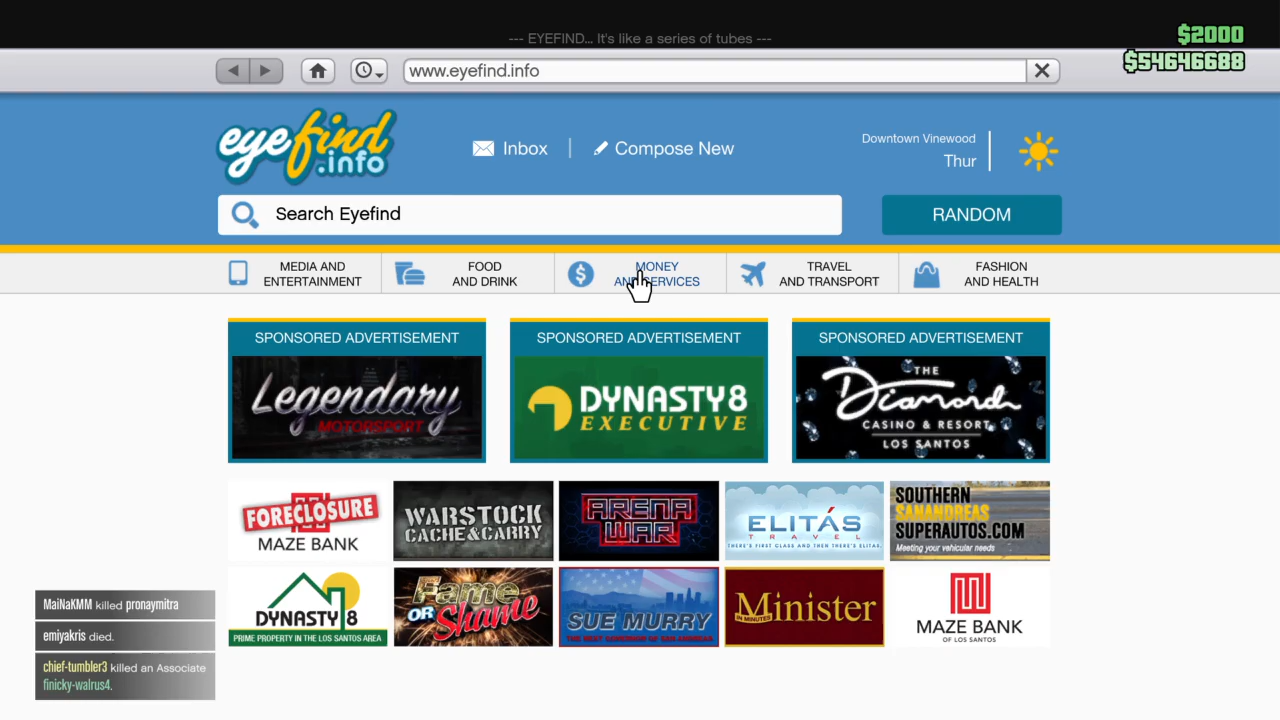 --- EYEFIND... It's like a series of tubes ---
$2000
$54646688
www.eyefind.info
eyefind
.info
Inbox
Compose New
Downtown Vinewood
Thur
Search Eyefind
RANDOM
MEDIA AND
ENTERTAINMENT
FOOD
AND DRINK
MONEY
AND SERVICES
TRAVEL
AND TRANSPORT
FASHION
AND HEALTH
SPONSORED ADVERTISEMENT
Legendary
MOTORSPORT
SPONSORED ADVERTISEMENT
DYNASTY8
EXECUTIVE
SPONSORED ADVERTISEMENT
THE
Diamond
CASINO & RESORT
LOS SANTOS
FORECLOSURE
MAZE BANK
WARSTOCK
CACHE&CARRY
ARENA
WAR
ELITÁS
TRAVEL
THERE'S FIRST CLASS AND THEN THERE'S ELITAS.
SOUTHERN
SANANDREAS
SUPERAUTOS.COM
Meeting your vehicular needs
DYNASTY 8
PRIME PROPERTY IN THE LOS SANTOS AREA
Fame
OR Shame
SUE MURRY
THE NEXT GOVERNOR OF SAN ANDREAS
Minister
IN MINUTES
MAZE BANK
OF LOS SANTOS
MaiNaKMM killed pronaymitra
emiyakris died.
chief-tumbler3 killed an Associate
finicky-walrus4.